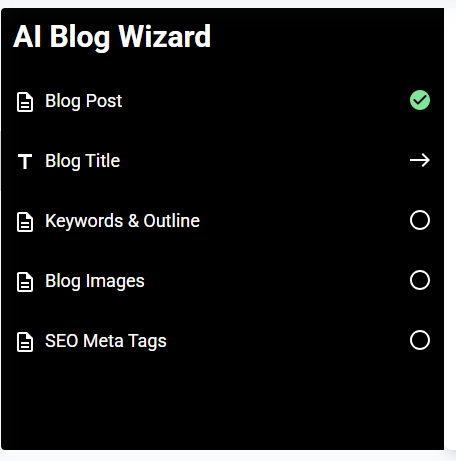 AI Blog Wizard
Blog Post
Blog Title
Keywords & Outline
Blog Images
SEO Meta Tags